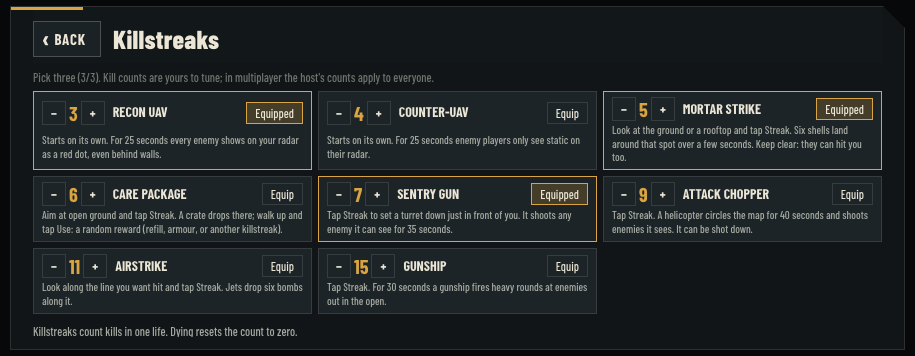 ‹ BACK
Killstreaks
Pick three (3/3). Kill counts are yours to tune; in multiplayer the host's counts apply to everyone.
− 3 + RECON UAV Equipped
Starts on its own. For 25 seconds every enemy shows on your radar
as a red dot, even behind walls.
− 4 + COUNTER-UAV Equip
Starts on its own. For 25 seconds enemy players only see static on
their radar.
− 5 + MORTAR STRIKE Equipped
Look at the ground or a rooftop and tap Streak. Six shells land
around that spot over a few seconds. Keep clear: they can hit you
too.
− 6 + CARE PACKAGE Equip
Aim at open ground and tap Streak. A crate drops there; walk up and
tap Use: a random reward (refill, armour, or another killstreak).
− 7 + SENTRY GUN Equipped
Tap Streak to set a turret down just in front of you. It shoots any
enemy it can see for 35 seconds.
− 9 + ATTACK CHOPPER Equip
Tap Streak. A helicopter circles the map for 40 seconds and shoots
enemies it sees. It can be shot down.
− 11 + AIRSTRIKE Equip
Look along the line you want hit and tap Streak. Jets drop six bombs
along it.
− 15 + GUNSHIP Equip
Tap Streak. For 30 seconds a gunship fires heavy rounds at enemies
out in the open.
Killstreaks count kills in one life. Dying resets the count to zero.